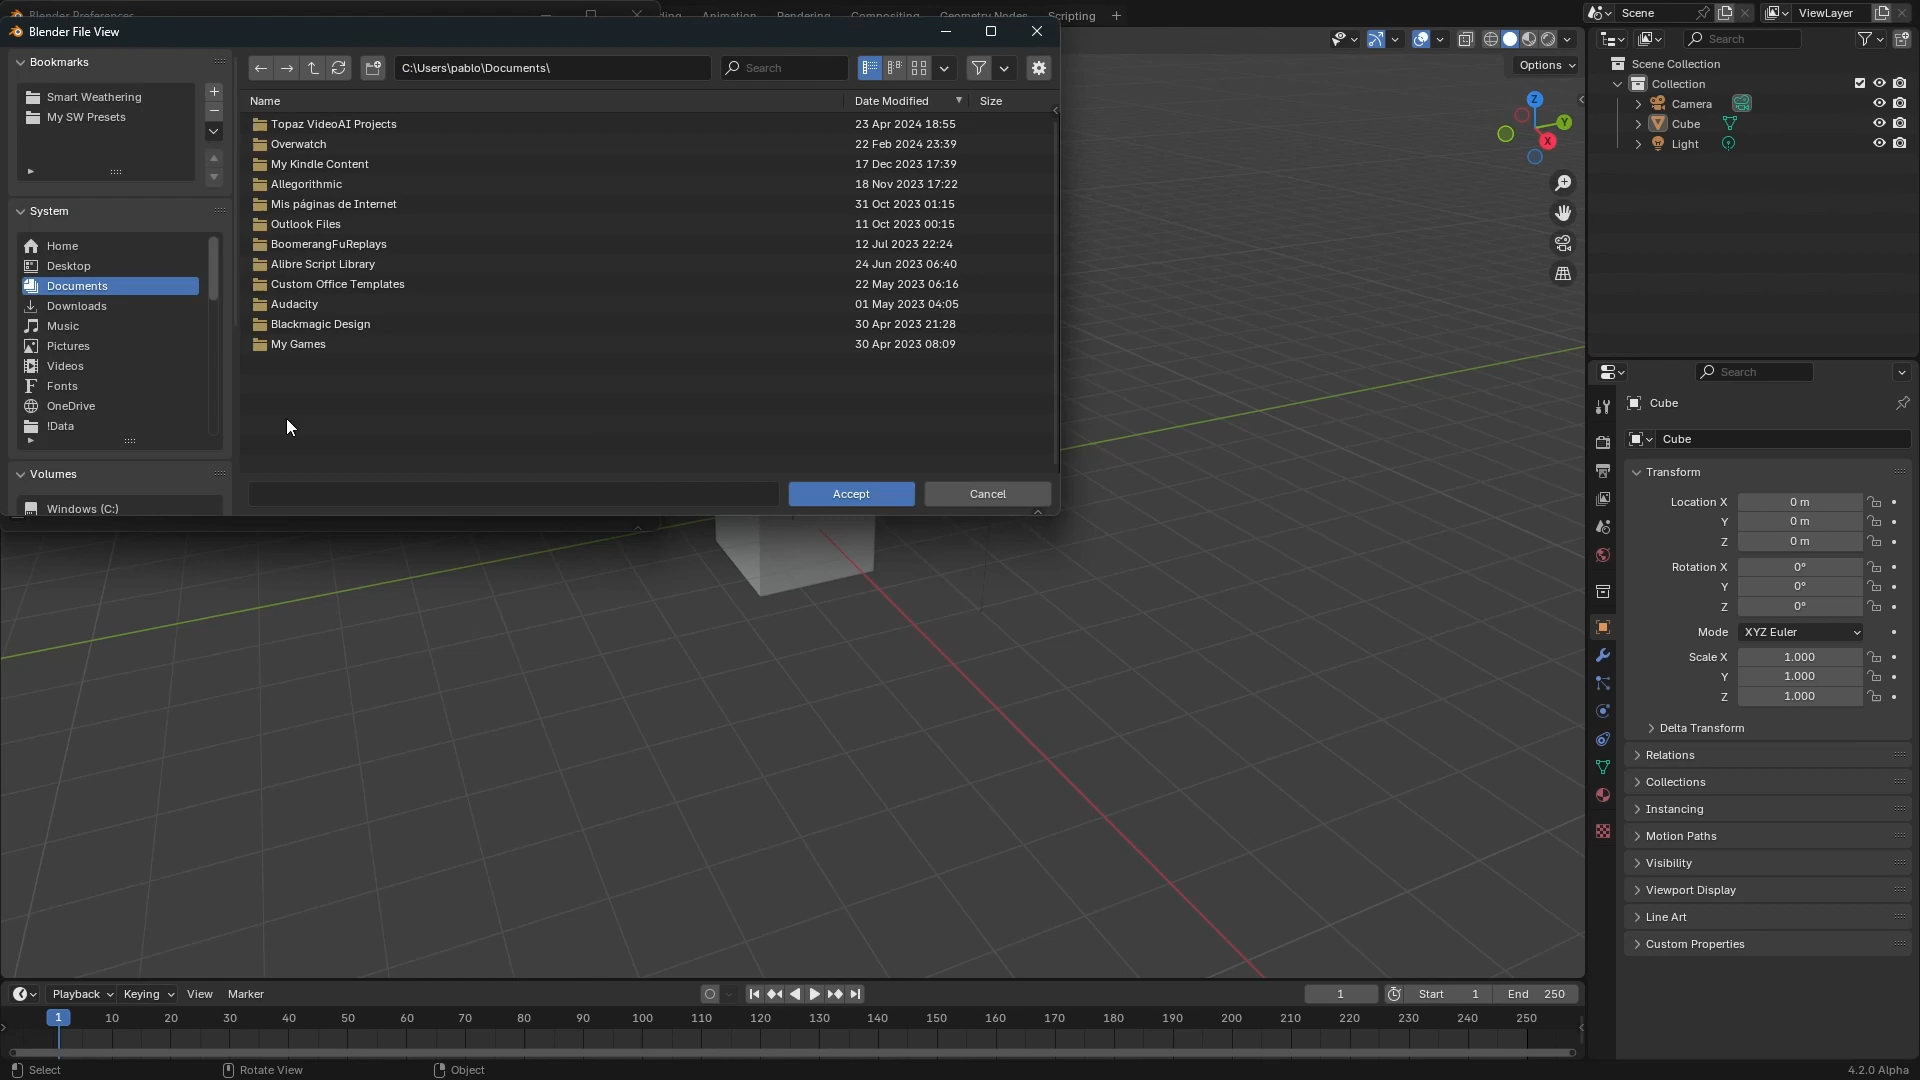 Blender Preferences
Animation
Rendering
Compositing
Geometry Nodes
Scripting
Scene
ViewLayer
Blender File View
Bookmarks
Smart Weathering
My SW Presets
System
Home
Desktop
Documents
Downloads
Music
Pictures
Videos
Fonts
OneDrive
!Data
Volumes
Windows (C:)
C:\Users\pablo\Documents\
Search
Name Date Modified Size
Topaz VideoAI Projects 23 Apr 2024 18:55
Overwatch 22 Feb 2024 23:39
My Kindle Content 17 Dec 2023 17:39
Allegorithmic 18 Nov 2023 17:22
Mis páginas de Internet 31 Oct 2023 01:15
Outlook Files 11 Oct 2023 00:15
BoomerangFuReplays 12 Jul 2023 22:24
Alibre Script Library 24 Jun 2023 06:40
Custom Office Templates 22 May 2023 06:16
Audacity 01 May 2023 04:05
Blackmagic Design 30 Apr 2023 21:28
My Games 30 Apr 2023 08:09
Accept
Cancel
Options
Z
Y
X
Search
Scene Collection
Collection
Camera
Cube
Light
Search
Cube
Cube
Transform
Location X 0 m
Y 0 m
Z 0 m
Rotation X 0°
Y 0°
Z 0°
Mode XYZ Euler
Scale X 1.000
Y 1.000
Z 1.000
Delta Transform
Relations
Collections
Instancing
Motion Paths
Visibility
Viewport Display
Line Art
Custom Properties
Playback
Keying
View
Marker
1
Start 1
End 250
1 10 20 30 40 50 60 70 80 90 100 110 120 130 140 150 160 170 180 190 200 210 220 230 240 250
Select
Rotate View
Object
4.2.0 Alpha